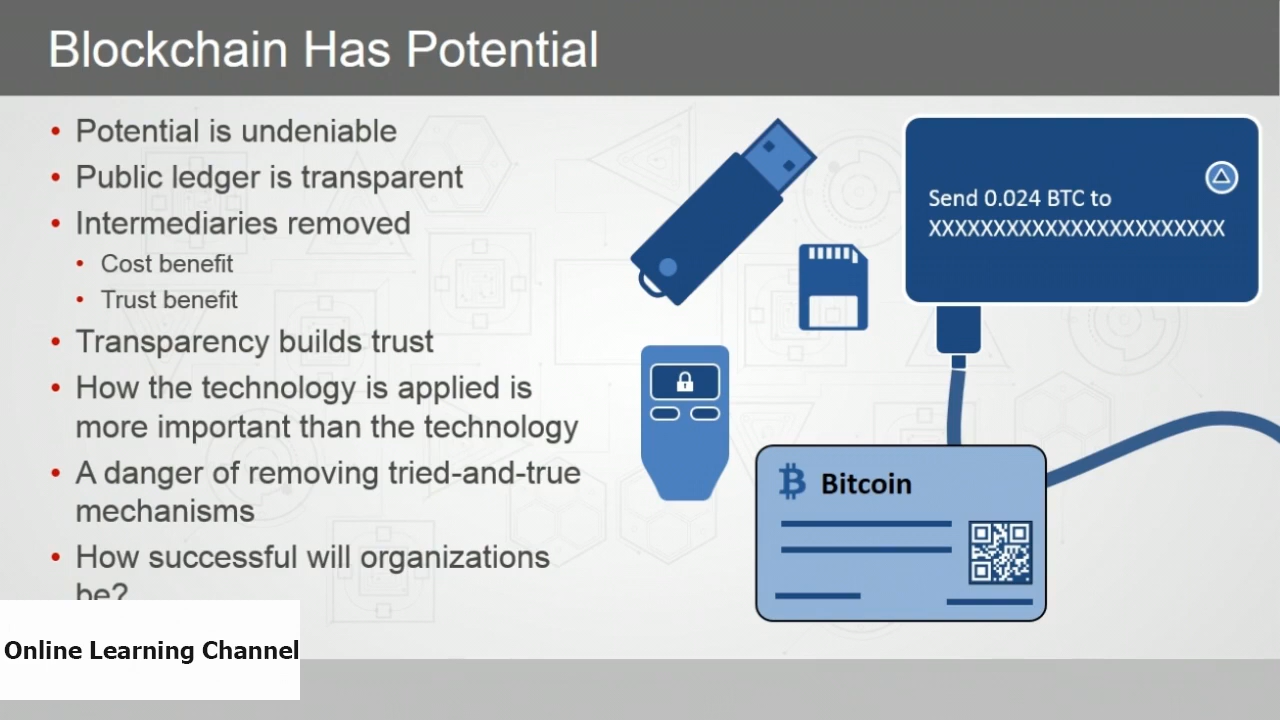 Blockchain Has Potential
• Potential is undeniable
• Public ledger is transparent
• Intermediaries removed
• Cost benefit
• Trust benefit
• Transparency builds trust
• How the technology is applied is
more important than the technology
• A danger of removing tried-and-true
mechanisms
• How successful will organizations
be?
Send 0.024 BTC to
XXXXXXXXXXXXXXXXXXXXXXX
Bitcoin
Online Learning Channel